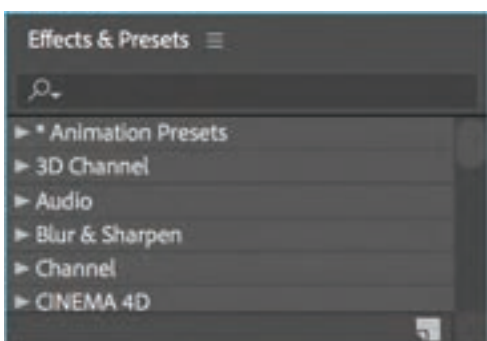 Effects & Presets
* Animation Presets
3D Channel
Audio
Blur & Sharpen
Channel
CINEMA 4D